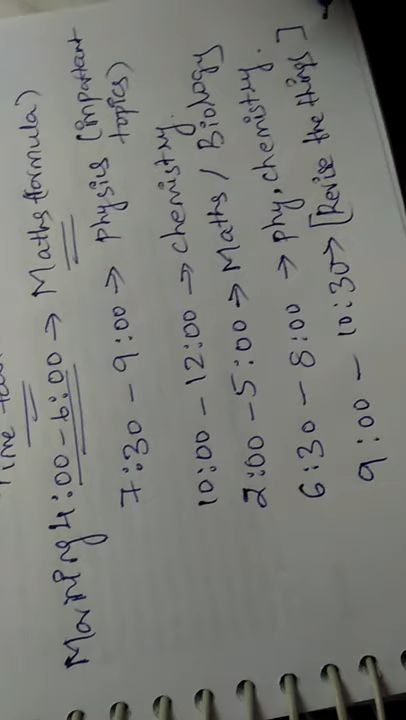 Time
Morning 4:00-6:00 → Maths (formula)
7:30 - 9:00 → Physics (important topics)
10:00 - 12:00 → chemistry.
2:00 - 5:00 → Maths / Biology
6:30 - 8:00 → phy, chemistry.
9:00 - 10:30 → [Revise the things]